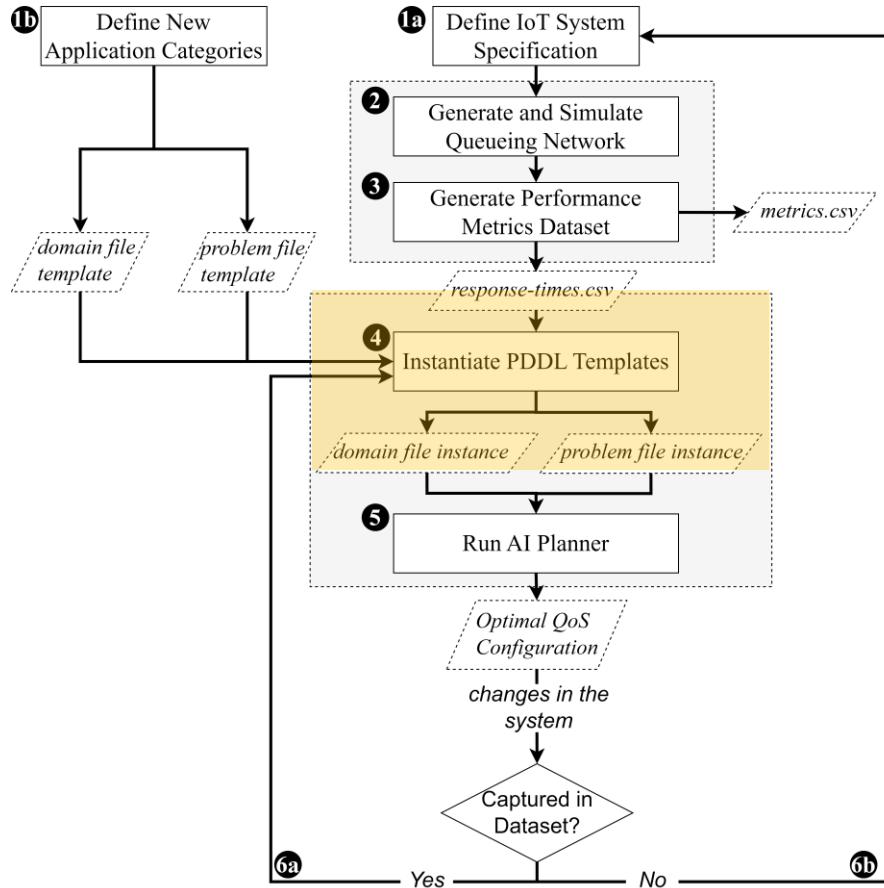 1b
Define New
Application Categories
1a
Define IoT System
Specification
2
Generate and Simulate
Queueing Network
3
Generate Performance
Metrics Dataset
metrics.csv
domain file
template
problem file
template
response-times.csv
4
Instantiate PDDL Templates
domain file instance
problem file instance
5
Run AI Planner
Optimal QoS
Configuration
changes in the
system
Captured in
Dataset?
6a
Yes
No
6b